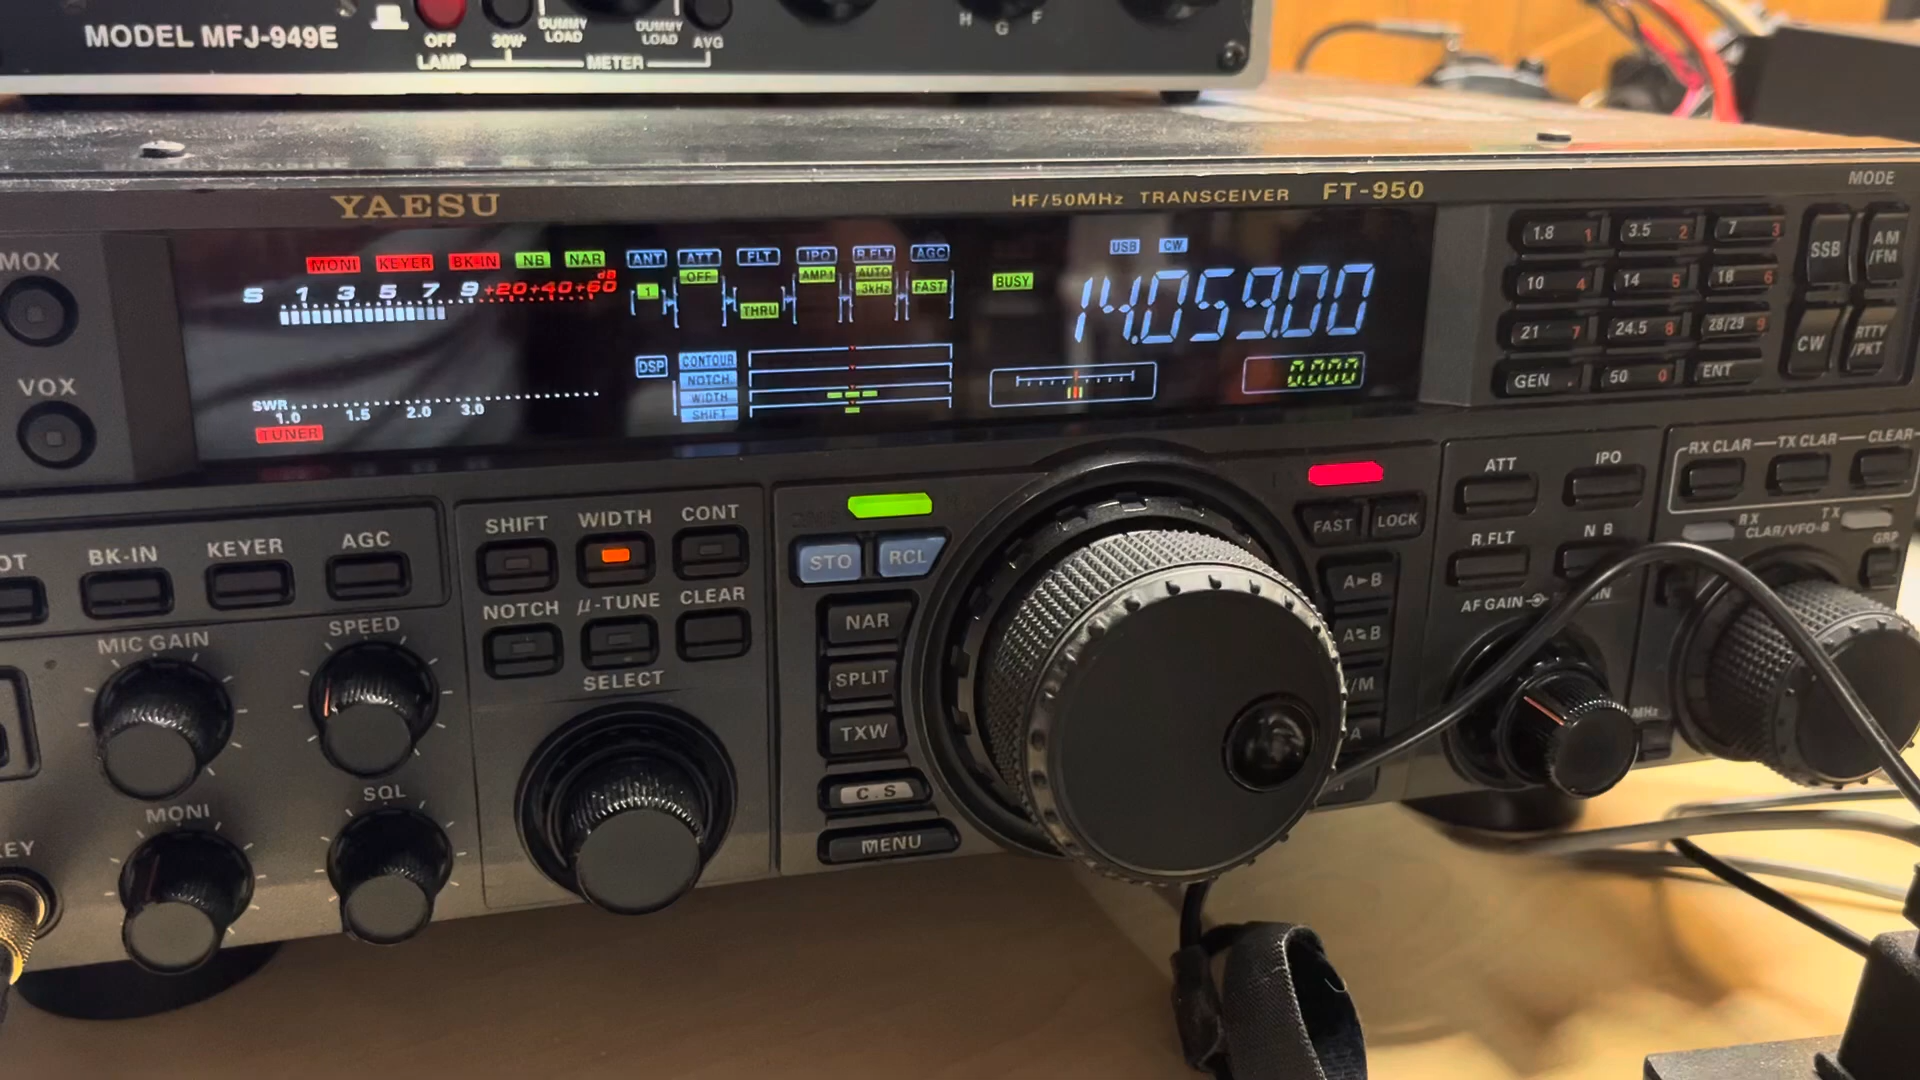 MODEL MFJ-949E
OFF
LAMP
30W
DUMMY LOAD
METER
DUMMY LOAD
AVG
H G F
YAESU
HF/50MHz TRANSCEIVER FT-950
MODE
MOX
VOX
MONI KEYER BK-IN NB NAR
S 1 3 5 7 9 +20 +40 +60 dB
SWR 1.0 1.5 2.0 3.0
TUNER
ANT ATT FLT IPO R.FLT AGC
1 OFF THRU AMP1 AUTO 3kHz FAST
DSP
CONTOUR
NOTCH
WIDTH
SHIFT
BUSY
USB CW
14.059.00
0.000
1.8 1 3.5 2 7 3
10 4 14 5 18 6
21 7 24.5 8 28/29 9
GEN . 50 0 ENT
SSB
AM/FM
CW
RTTY/PKT
BK-IN KEYER AGC
MIC GAIN SPEED
MONI SQL
SHIFT WIDTH CONT
NOTCH μ-TUNE CLEAR
SELECT
STO RCL
NAR
SPLIT
TXW
C.S
MENU
FAST LOCK
A►B
ATT IPO
R.FLT NB
AF GAIN
RX CLAR TX CLAR CLEAR
RX TX
CLAR/VFO-B
GRP
MHz